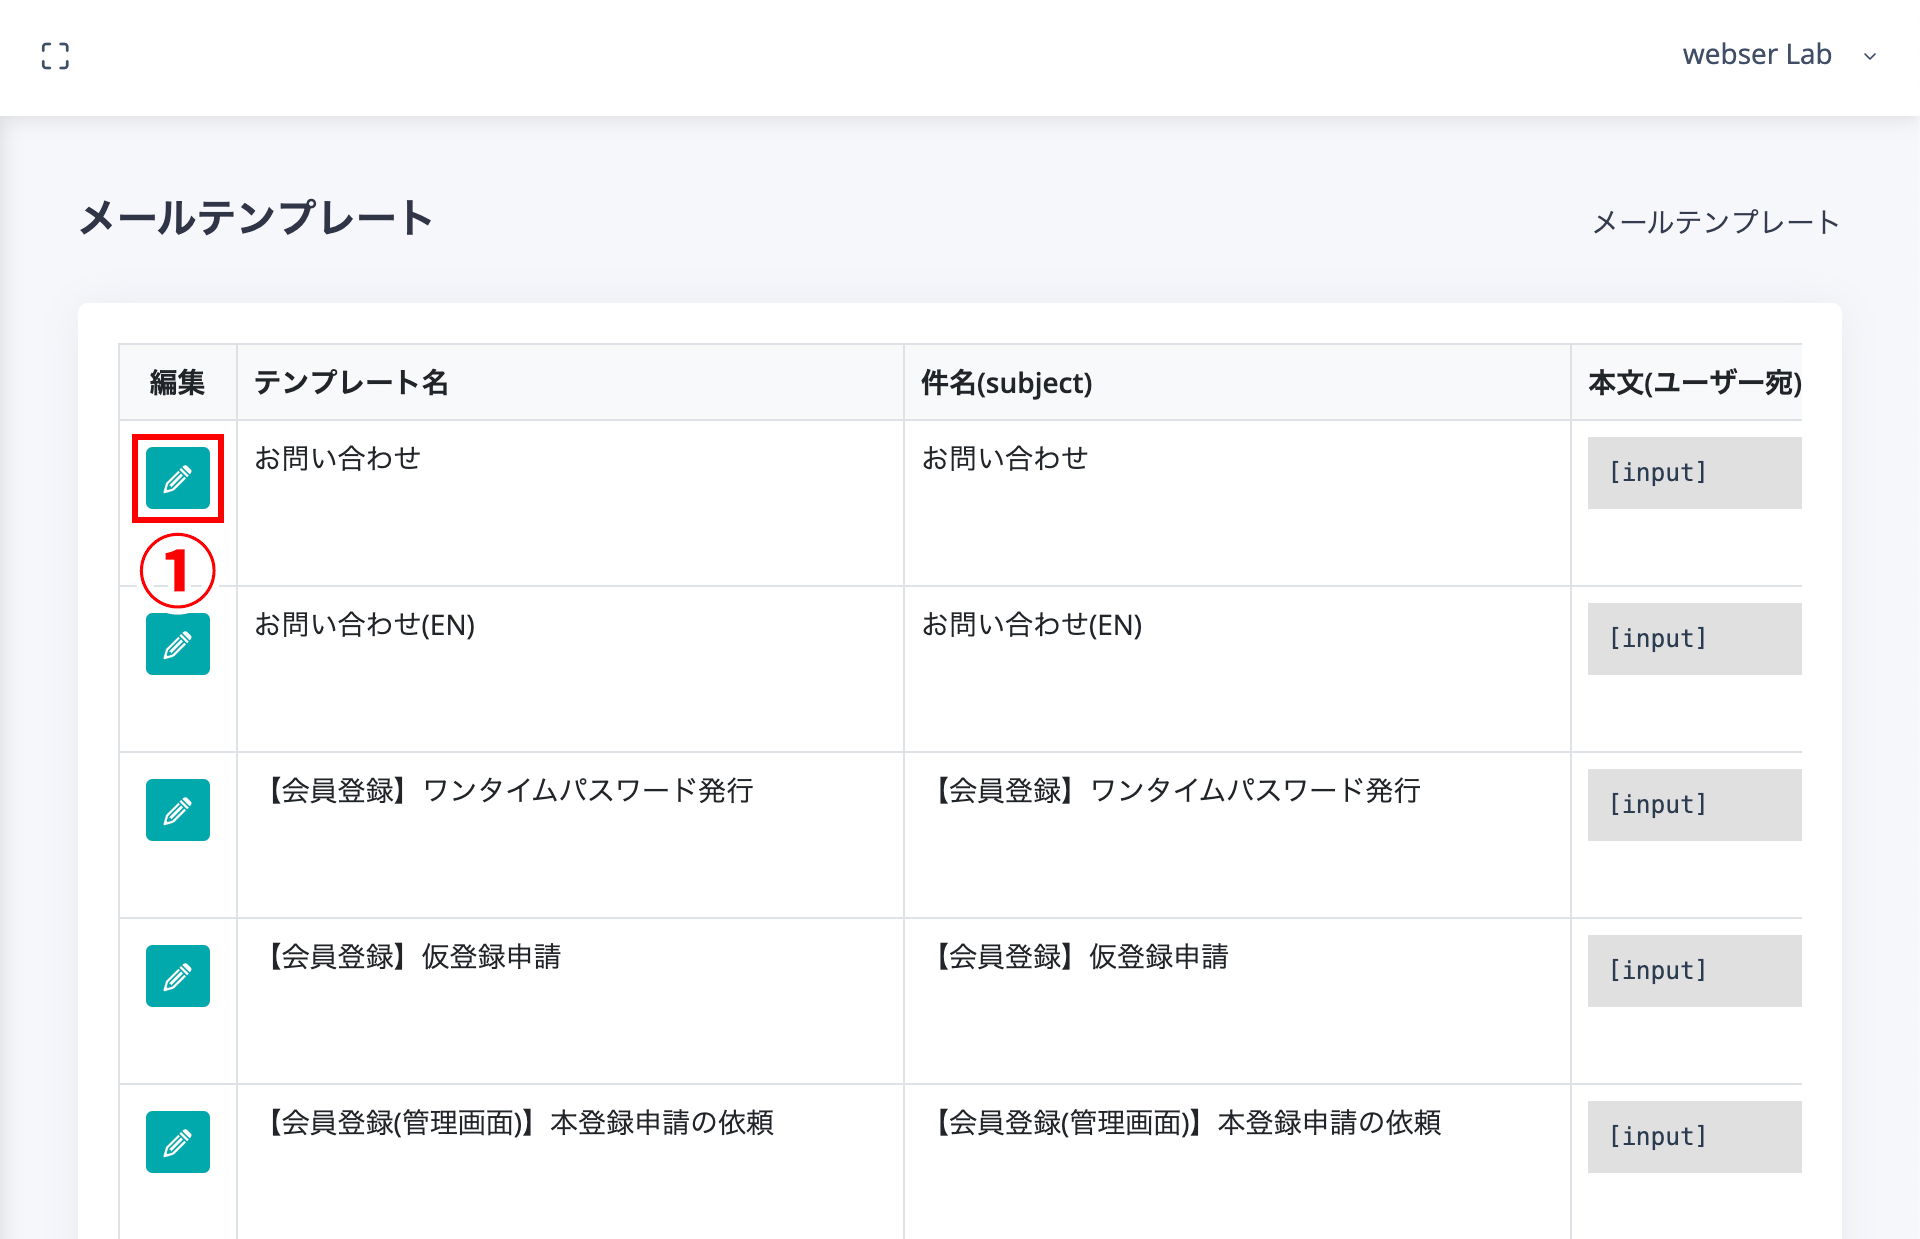 webser Lab
メールテンプレート
メールテンプレート
編集 テンプレート名 件名(subject) 本文(ユーザー宛)
お問い合わせ お問い合わせ [input]
1
お問い合わせ(EN) お問い合わせ(EN) [input]
【会員登録】ワンタイムパスワード発行 【会員登録】ワンタイムパスワード発行 [input]
【会員登録】仮登録申請 【会員登録】仮登録申請 [input]
【会員登録(管理画面)】本登録申請の依頼 【会員登録(管理画面)】本登録申請の依頼 [input]